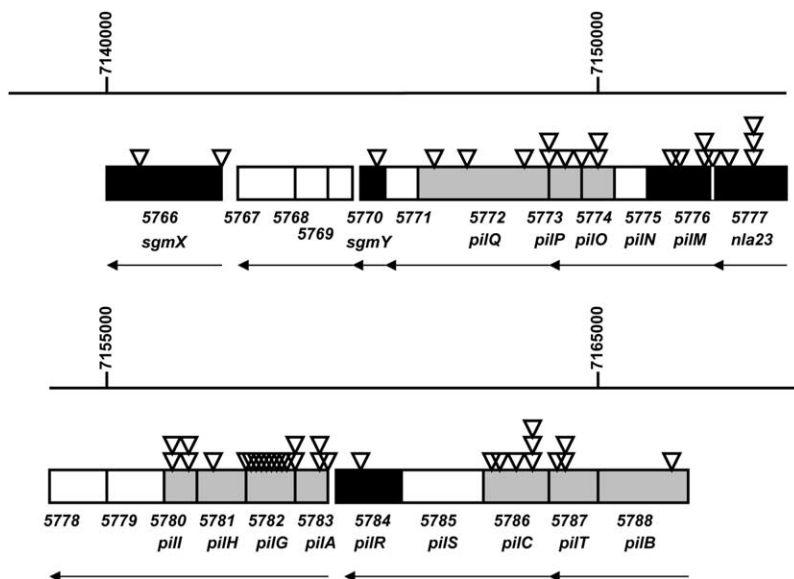 7140000 7150000
5766 5767 5768 5769 5770 5771 5772 5773 5774 5775 5776 5777
sgmX sgmY pilQ pilP pilO pilN pilM nla23
7155000 7165000
5778 5779 5780 5781 5782 5783 5784 5785 5786 5787 5788
pilI pilH pilG pilA pilR pilS pilC pilT pilB